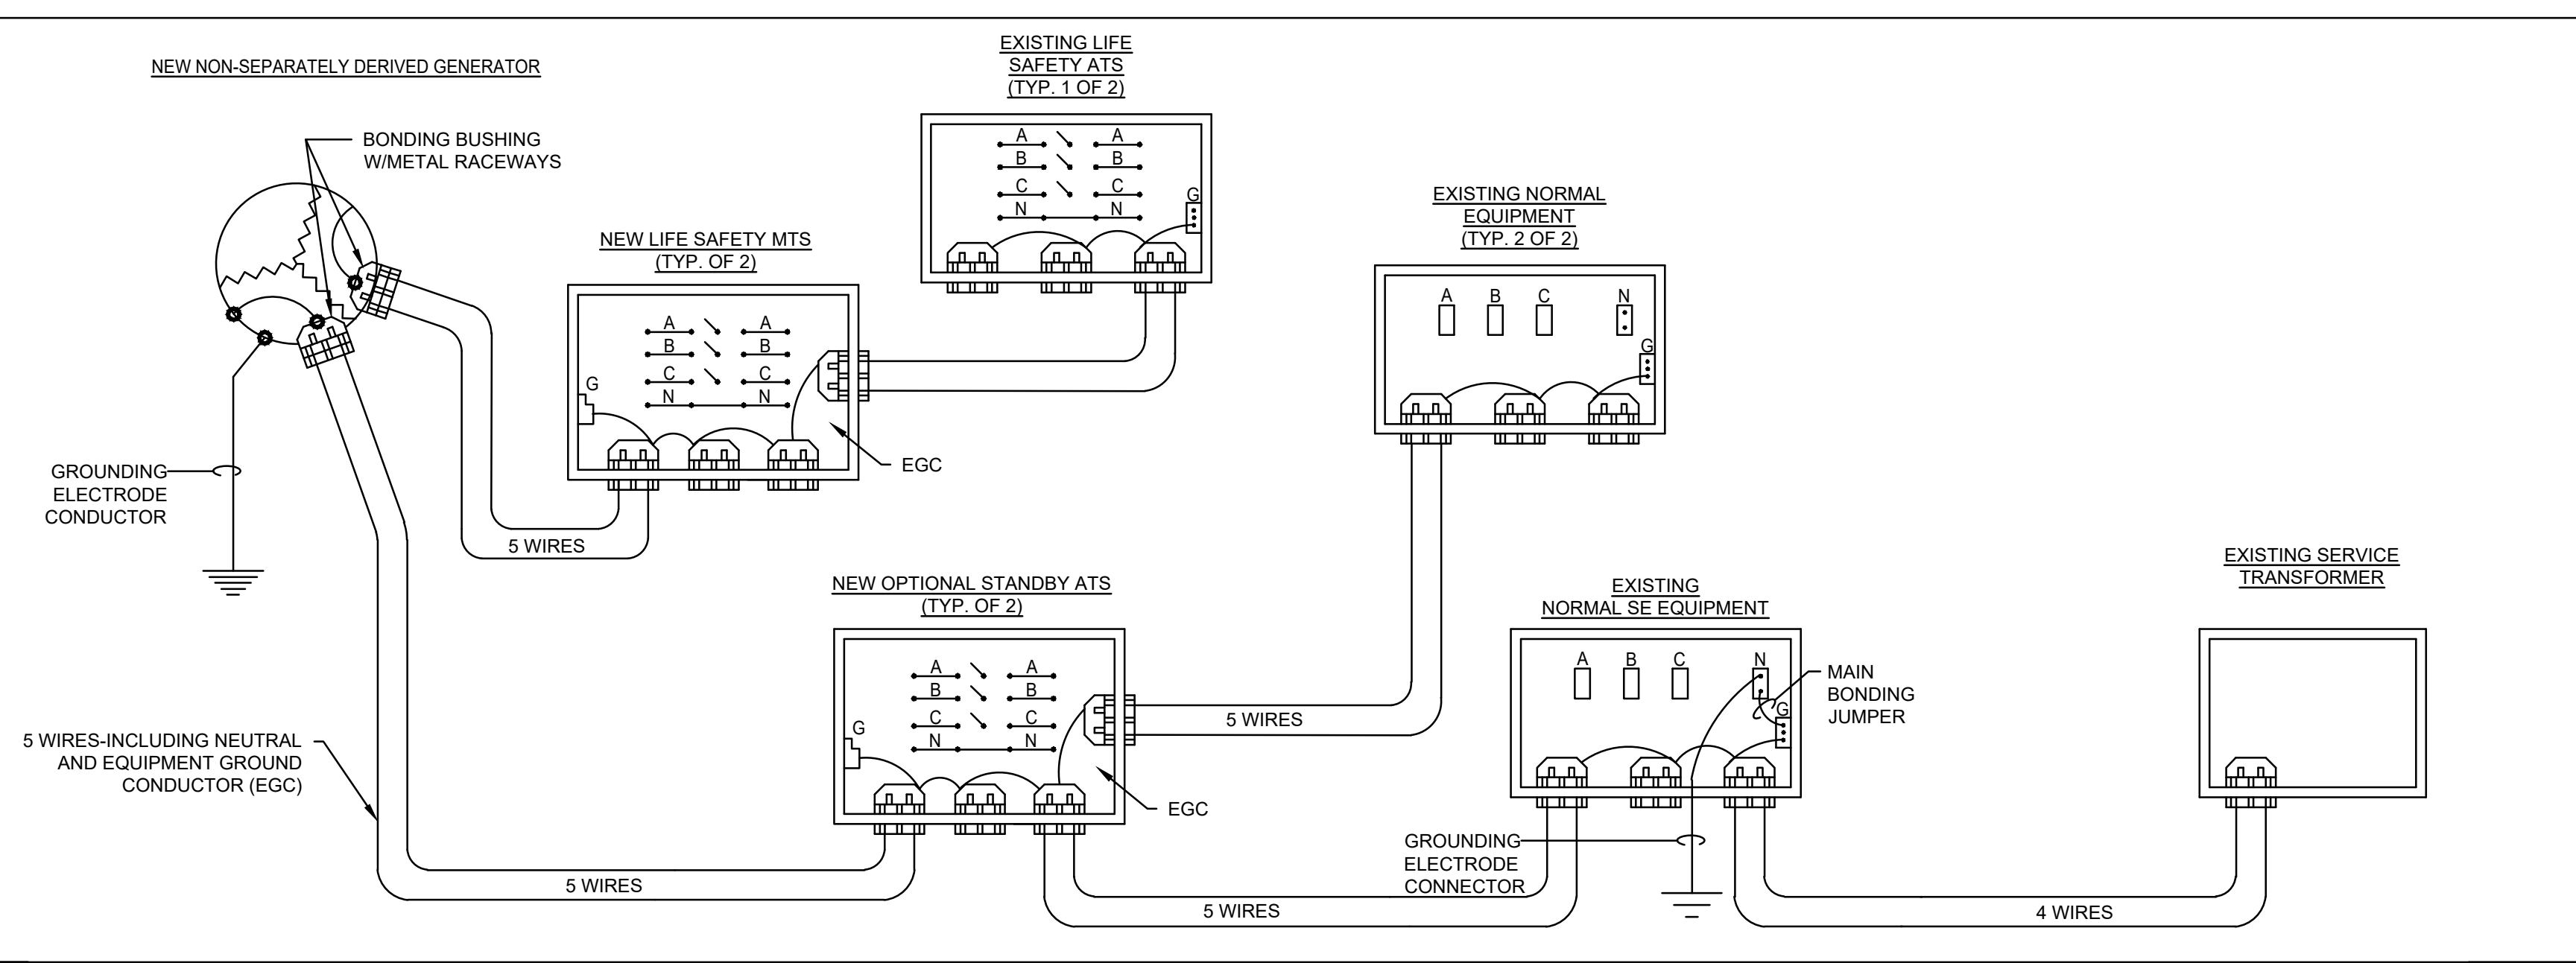 NEW NON-SEPARATELY DERIVED GENERATOR
BONDING BUSHING
W/METAL RACEWAYS
GROUNDING
ELECTRODE
CONDUCTOR
5 WIRES-INCLUDING NEUTRAL
AND EQUIPMENT GROUND
CONDUCTOR (EGC)
5 WIRES
5 WIRES
NEW LIFE SAFETY MTS
(TYP. OF 2)
A A
B B
C C
N N
G
EGC
EXISTING LIFE
SAFETY ATS
(TYP. 1 OF 2)
A A
B B
C C
N N
G
NEW OPTIONAL STANDBY ATS
(TYP. OF 2)
A A
B B
C C
N N
G
EGC
5 WIRES
5 WIRES
EXISTING NORMAL
EQUIPMENT
(TYP. 2 OF 2)
A B C N
G
EXISTING
NORMAL SE EQUIPMENT
A B C N
G
MAIN
BONDING
JUMPER
GROUNDING
ELECTRODE
CONNECTOR
4 WIRES
EXISTING SERVICE
TRANSFORMER